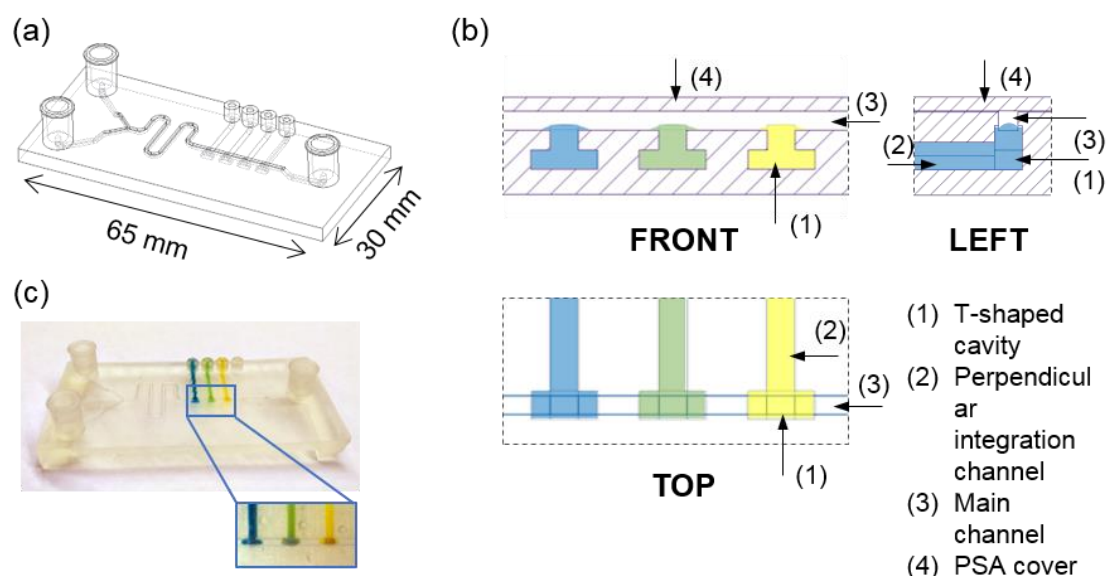 (a)
65 mm
30 mm
(b)
(4)
(3)
(1)
FRONT
(4)
(2)
(3)
(1)
LEFT
(c)
(2)
(3)
(1)
TOP
(1) T-shaped
cavity
(2) Perpendicul
ar
integration
channel
(3) Main
channel
(4) PSA cover